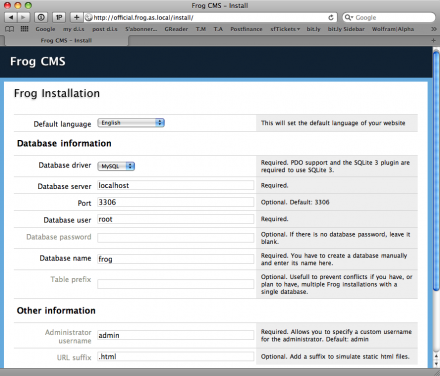 Frog CMS – Install
http://official.frog.as.local/install/
Google
Google my d.i.s post d.i.s S'abonner... GReader T.M T.A Postfinance sfTickets bit.ly bit.ly Sidebar Wolfram|Alpha
Frog CMS – Install
Frog CMS
Frog Installation
Default language English This will set the default language of your website
Database information
Database driver MySQL Required. PDO support and the SQLite 3 plugin are
required to use SQLite 3.
Database server localhost Required.
Port 3306 Optional. Default: 3306
Database user root Required.
Database password Optional. If there is no database password, leave it
blank.
Database name frog Required. You have to create a database manually
and enter its name here.
Table prefix Optional. Usefull to prevent conflicts if you have, or
plan to have, multiple Frog installations with a
single database.
Other information
Administrator
username admin Required. Allows you to specify a custom username
for the administrator. Default: admin
URL suffix .html Optional. Add a suffix to simulate static html files.